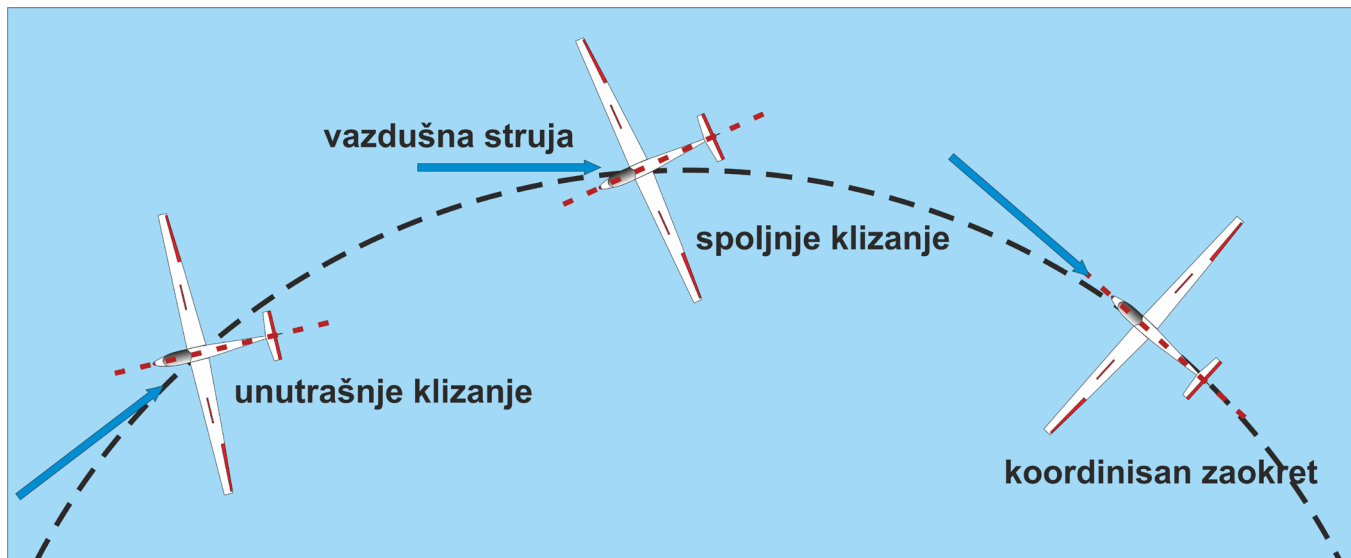 vazdušna struja
spoljnje klizanje
unutrašnje klizanje
koordinisan zaokret